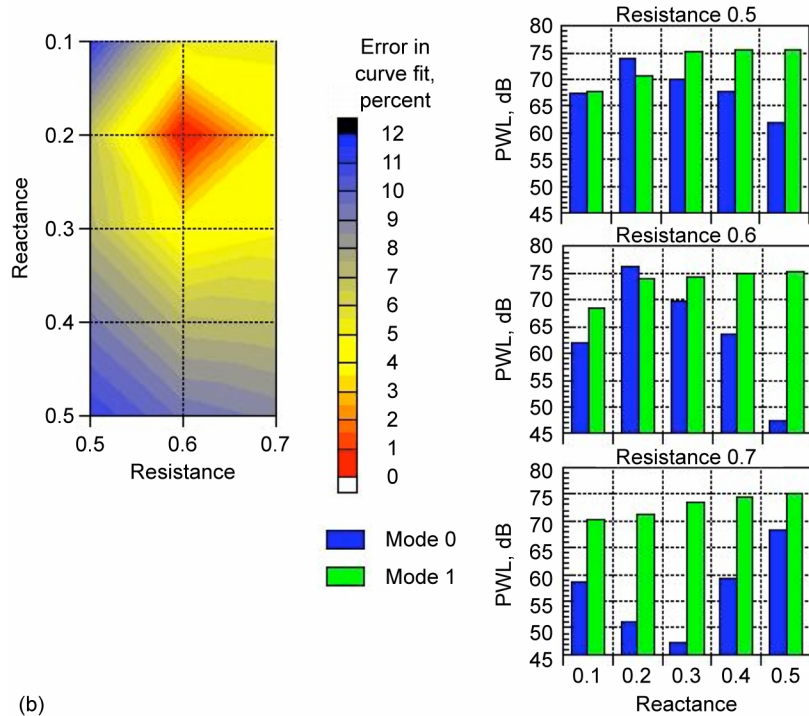 0.1
0.2
0.3
0.4
0.5
Reactance
0.5 0.6 0.7
Resistance
Error in
curve fit,
percent
12
11
10
9
8
7
6
5
4
3
2
1
0
Mode 0
Mode 1
Resistance 0.5
80
75
70
65
60
55
50
45
PWL, dB
Resistance 0.6
80
75
70
65
60
55
50
45
PWL, dB
Resistance 0.7
80
75
70
65
60
55
50
45
PWL, dB
0.1 0.2 0.3 0.4 0.5
Reactance
(b)